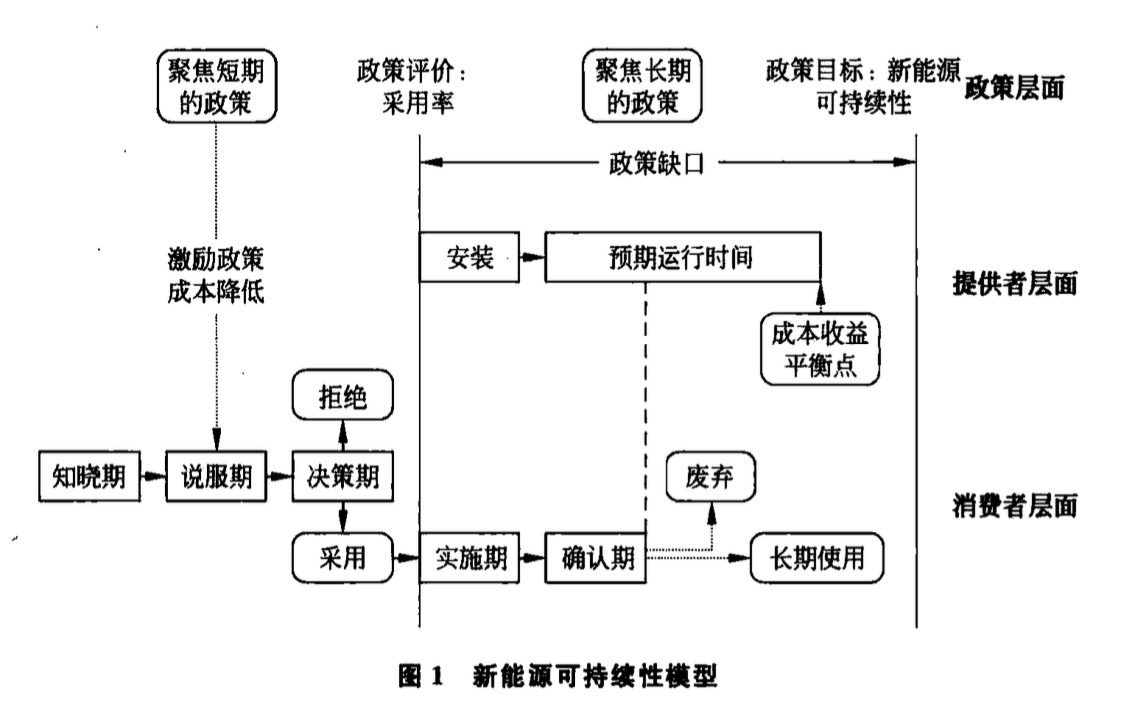 聚焦短期
的政策
政策评价:
采用率
聚焦长期
的政策
政策目标:新能源
可持续性
政策层面
政策缺口
激励政策
成本降低
安装
预期运行时间
提供者层面
成本收益
平衡点
拒绝
知晓期
说服期
决策期
废弃
消费者层面
采用
实施期
确认期
长期使用
图 1 新能源可持续性模型